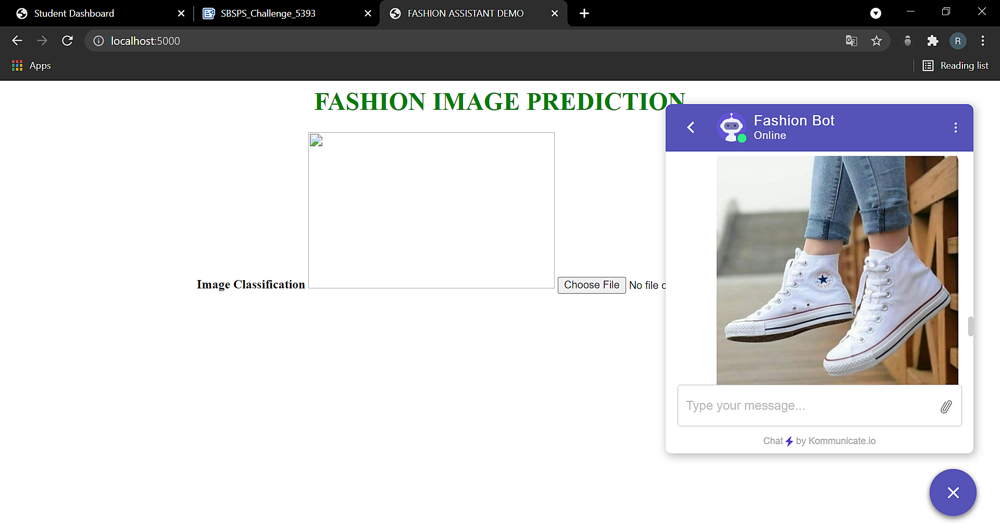 Student Dashboard
SBSPS_Challenge_5393
FASHION ASSISTANT DEMO
localhost:5000
R
Apps
Reading list
FASHION IMAGE PREDICTION
Fashion Bot
Online
Image Classification
Choose File
No file c
Type your message...
Chat by Kommunicate.io